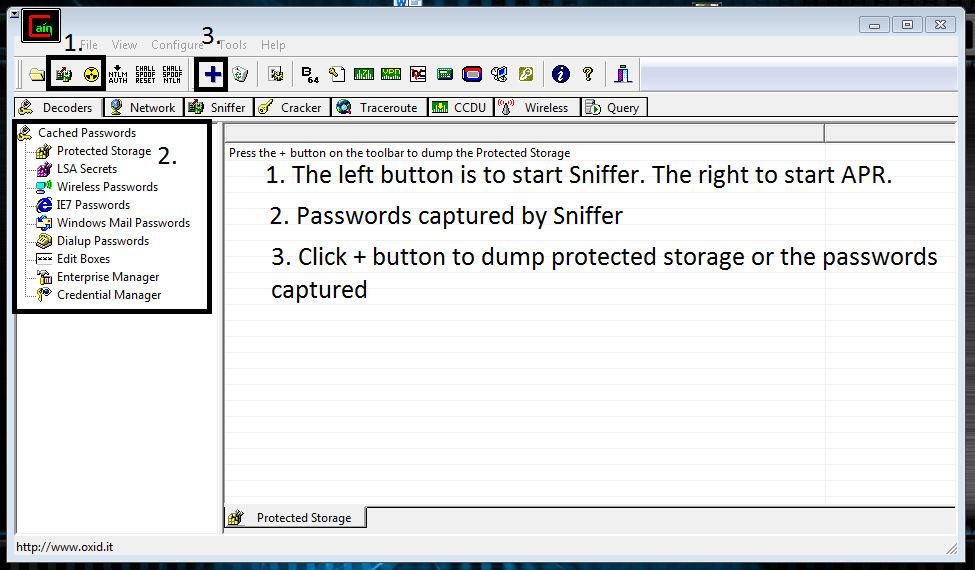 Cain
1.
3.
File View Configure Tools Help
NTLM AUTH
CHALL SPOOF RESET
CHALL SPOOF NTLM
B64
Decoders Network Sniffer Cracker Traceroute CCDU Wireless Query
Cached Passwords
Protected Storage
2.
LSA Secrets
Wireless Passwords
IE7 Passwords
Windows Mail Passwords
Dialup Passwords
Edit Boxes
Enterprise Manager
Credential Manager
Press the + button on the toolbar to dump the Protected Storage
1. The left button is to start Sniffer. The right to start APR.
2. Passwords captured by Sniffer
3. Click + button to dump protected storage or the passwords
captured
Protected Storage
http://www.oxid.it